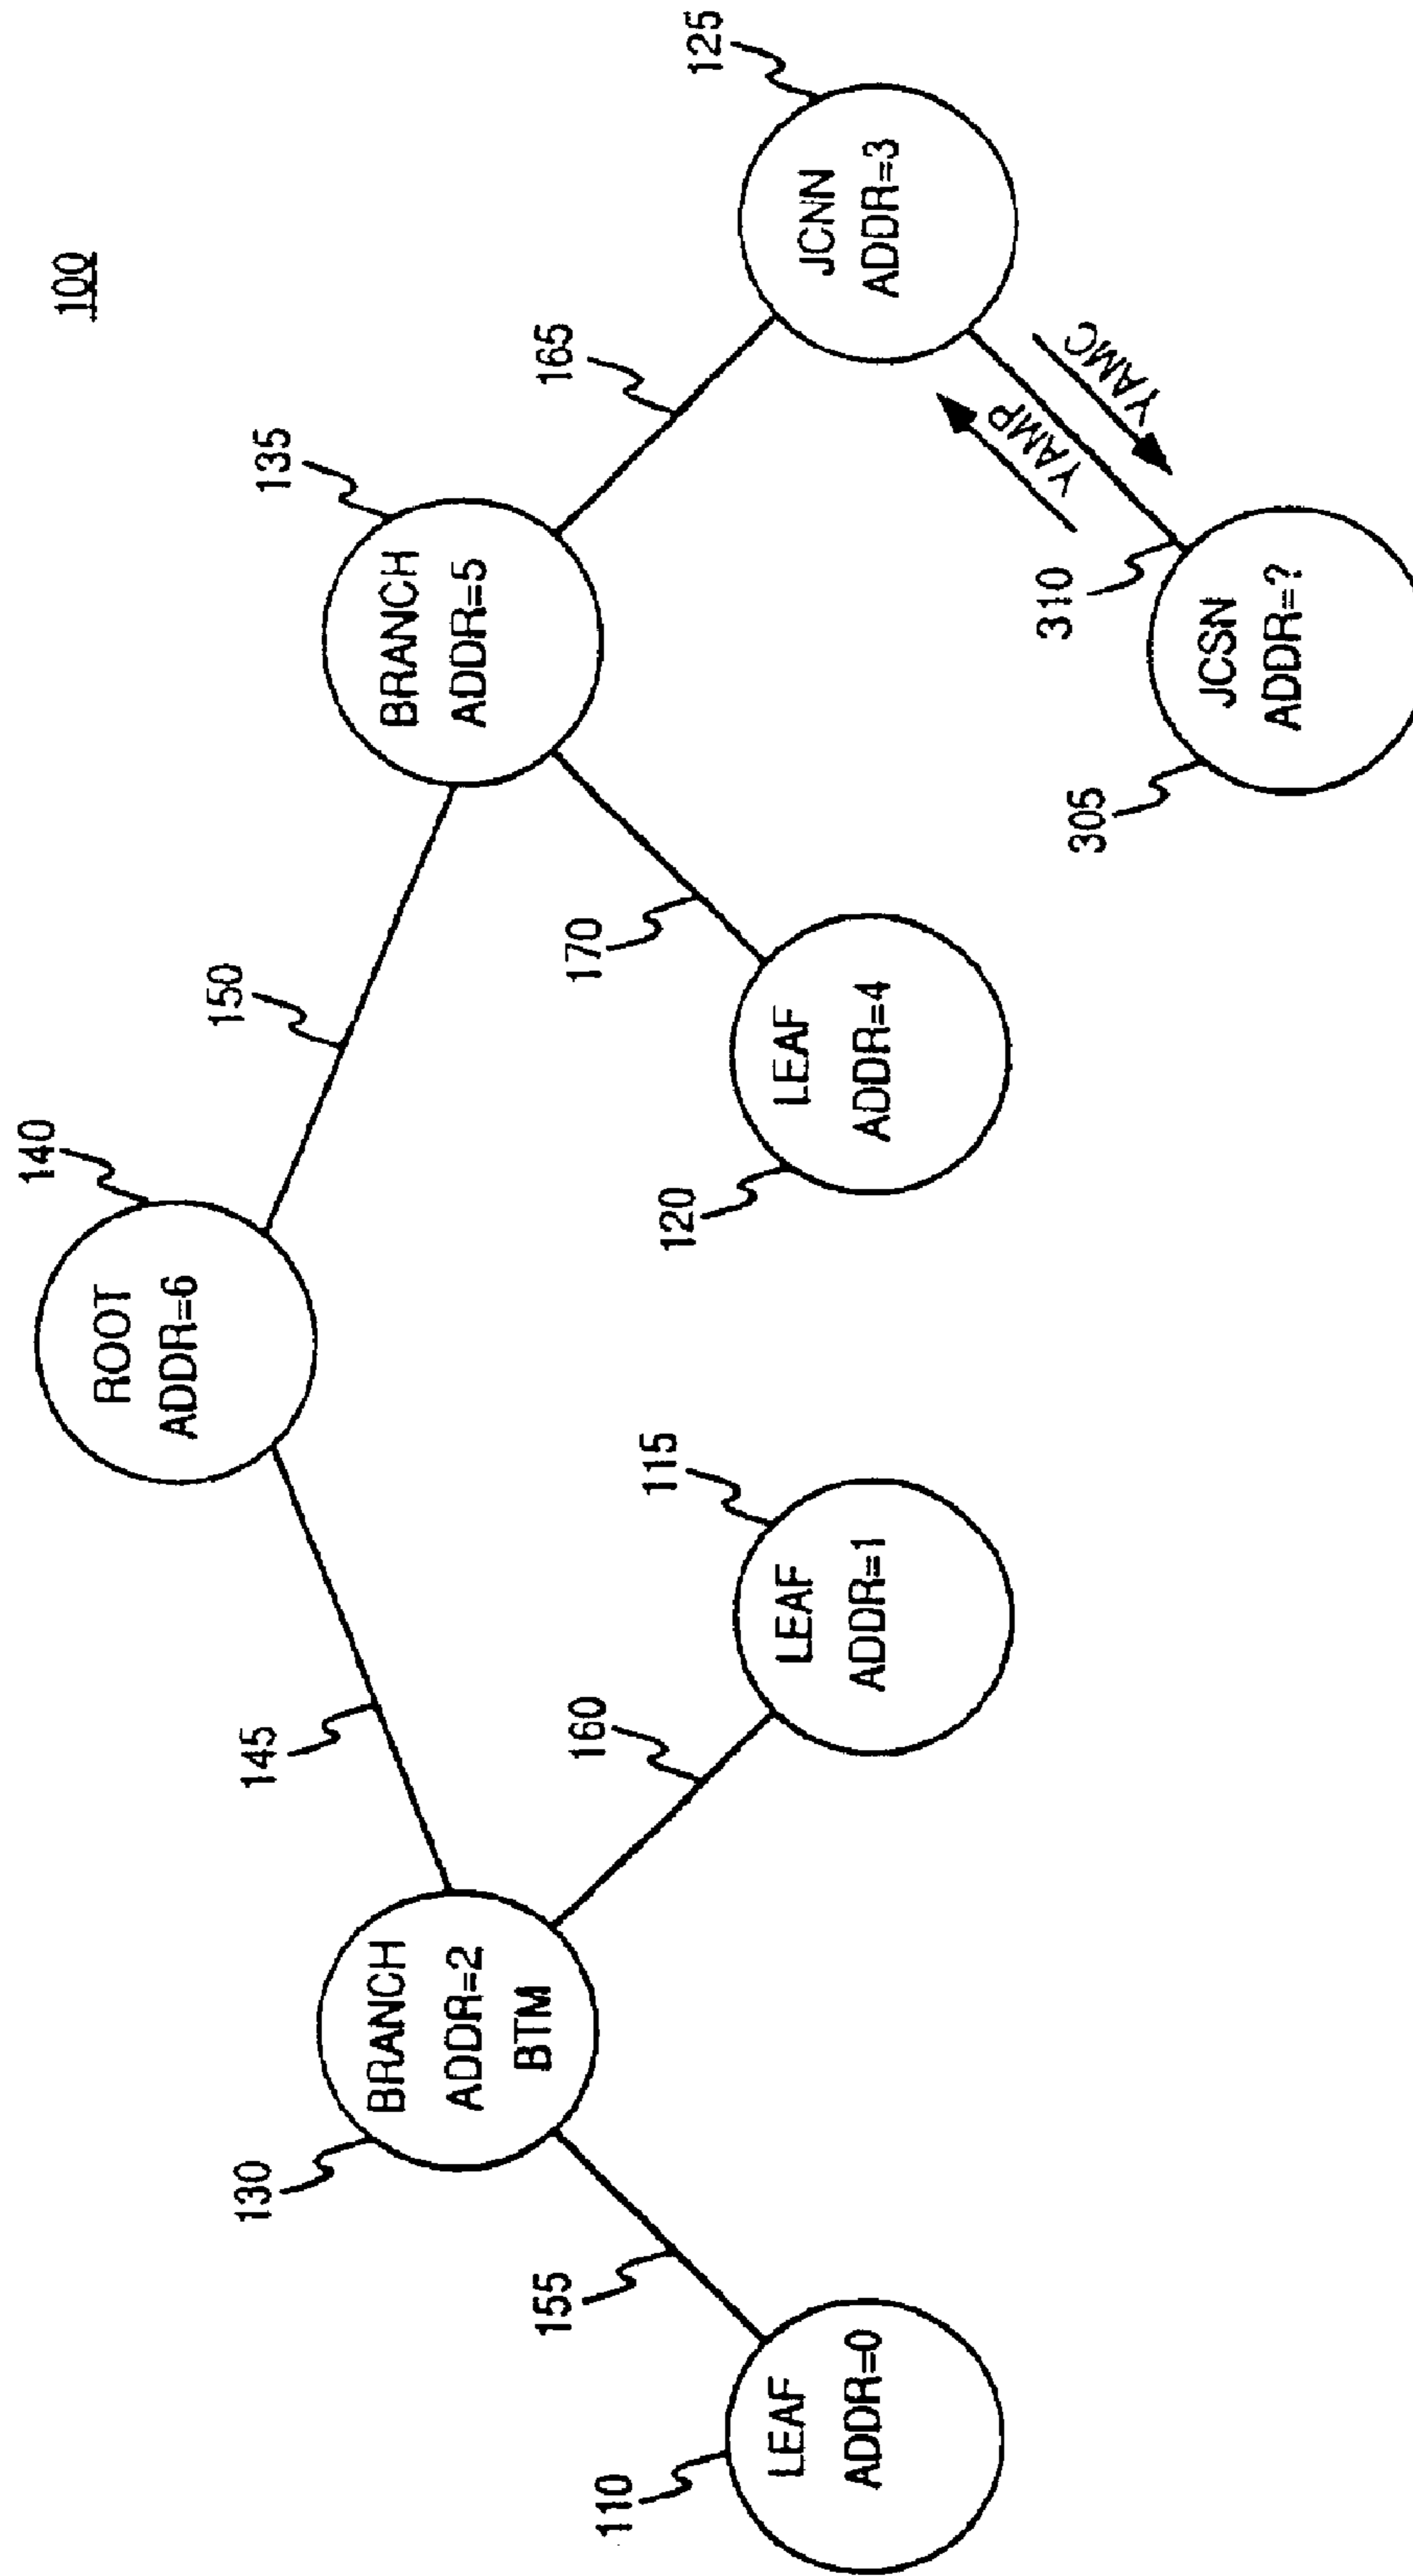 100
140
ROOT
ADDR=6
145
150
130
BRANCH
ADDR=2
BTM
135
BRANCH
ADDR=5
155
160
170
165
110
LEAF
ADDR=0
115
LEAF
ADDR=1
120
LEAF
ADDR=4
125
JCNN
ADDR=3
YAMP
YAMC
310
305
JCSN
ADDR=?